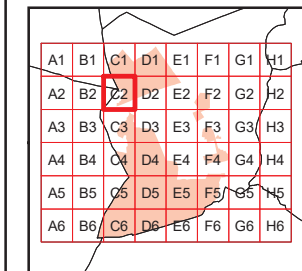 A1 B1 C1 D1 E1 F1 G1 H1
A2 B2 C2 D2 E2 F2 G2 H2
A3 B3 C3 D3 E3 F3 G3 H3
A4 B4 C4 D4 E4 F4 G4 H4
A5 B5 C5 D5 E5 F5 G5 H5
A6 B6 C6 D6 E6 F6 G6 H6